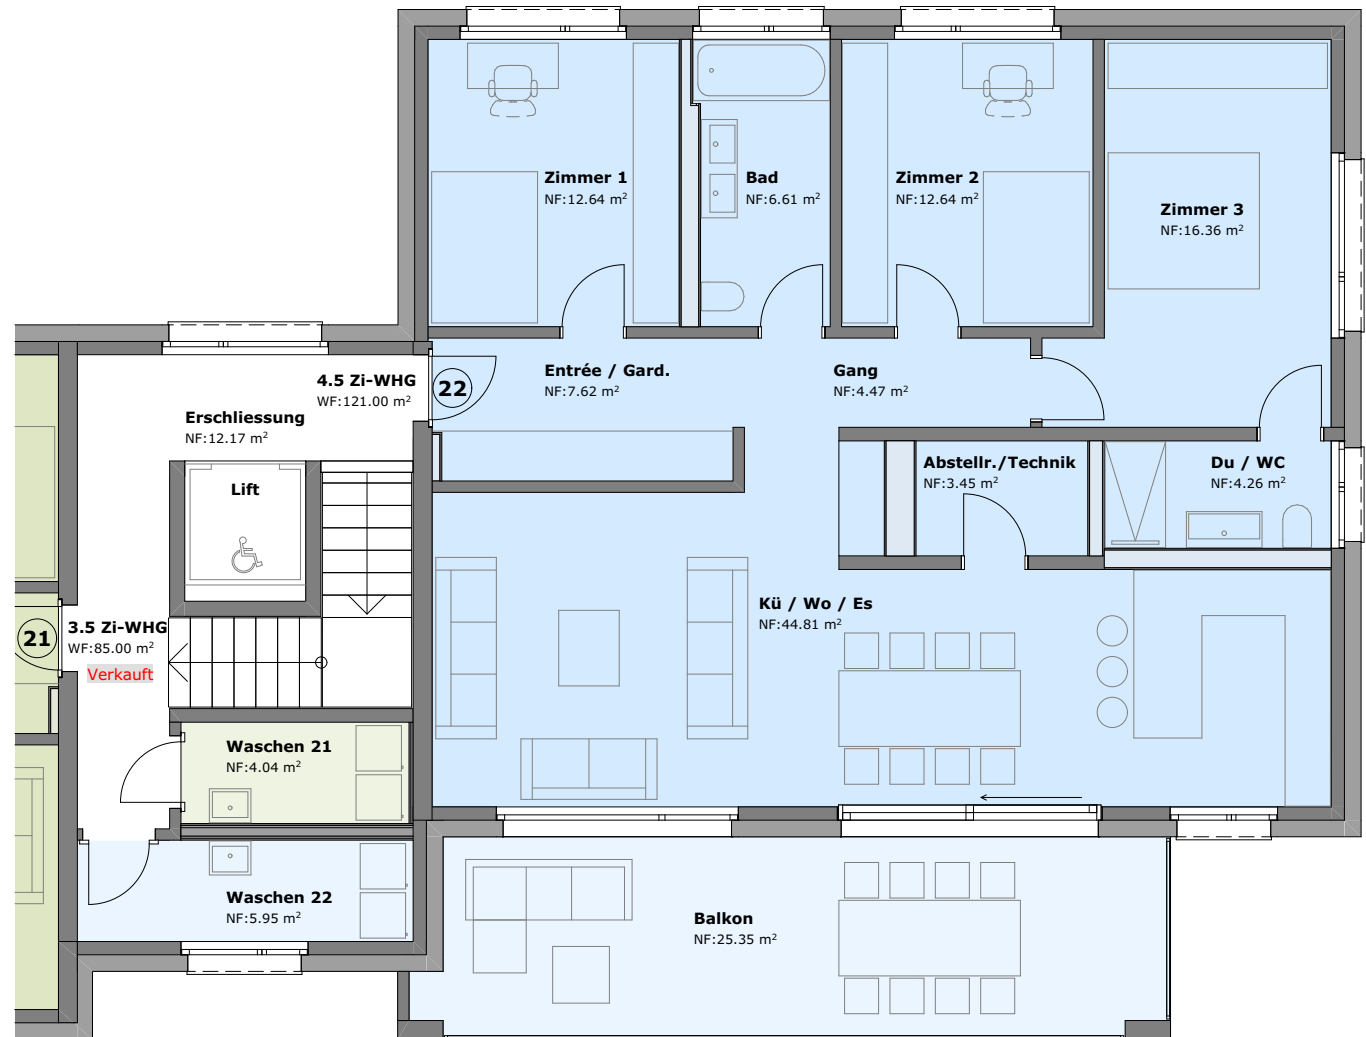 Zimmer 1
NF:12.64 m²
Bad
NF:6.61 m²
Zimmer 2
NF:12.64 m²
Zimmer 3
NF:16.36 m²
4.5 Zi-WHG
WF:121.00 m²
22
Entrée / Gard.
NF:7.62 m²
Gang
NF:4.47 m²
Erschliessung
NF:12.17 m²
Lift
Abstellr./Technik
NF:3.45 m²
Du / WC
NF:4.26 m²
21
3.5 Zi-WHG
WF:85.00 m²
Verkauft
Kü / Wo / Es
NF:44.81 m²
Waschen 21
NF:4.04 m²
Waschen 22
NF:5.95 m²
Balkon
NF:25.35 m²